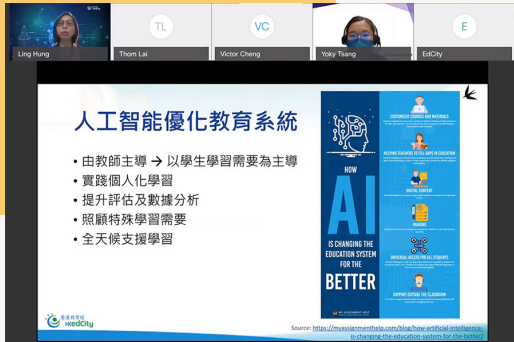 TL
VC
E
Ling Hung
Thom Lai
Victor Cheng
Yoky Tsang
EdCity
人工智能優化教育系統
• 由教師主導 → 以學生學習需要為主導
• 實踐個人化學習
• 提升評估及數據分析
• 照顧特殊學習需要
• 全天候支援學習
HOW
AI
IS CHANGING THE
EDUCATION SYSTEM
FOR THE
BETTER
MY ASSIGNMENT HELP
CUSTOMIZED COURSES AND MATERIALS
HELPING TEACHERS TO FILL GAPS IN EDUCATION
DIGITAL CONTENT
GRADING
UNIVERSAL ACCESS FOR ALL STUDENTS
SUPPORT OUTSIDE THE CLASSROOM
香港教育城
HKedCity
Source: https://myassignmenthelp.com/blog/how-artificial-intelligence-
is-changing-the-education-system-for-the-better/